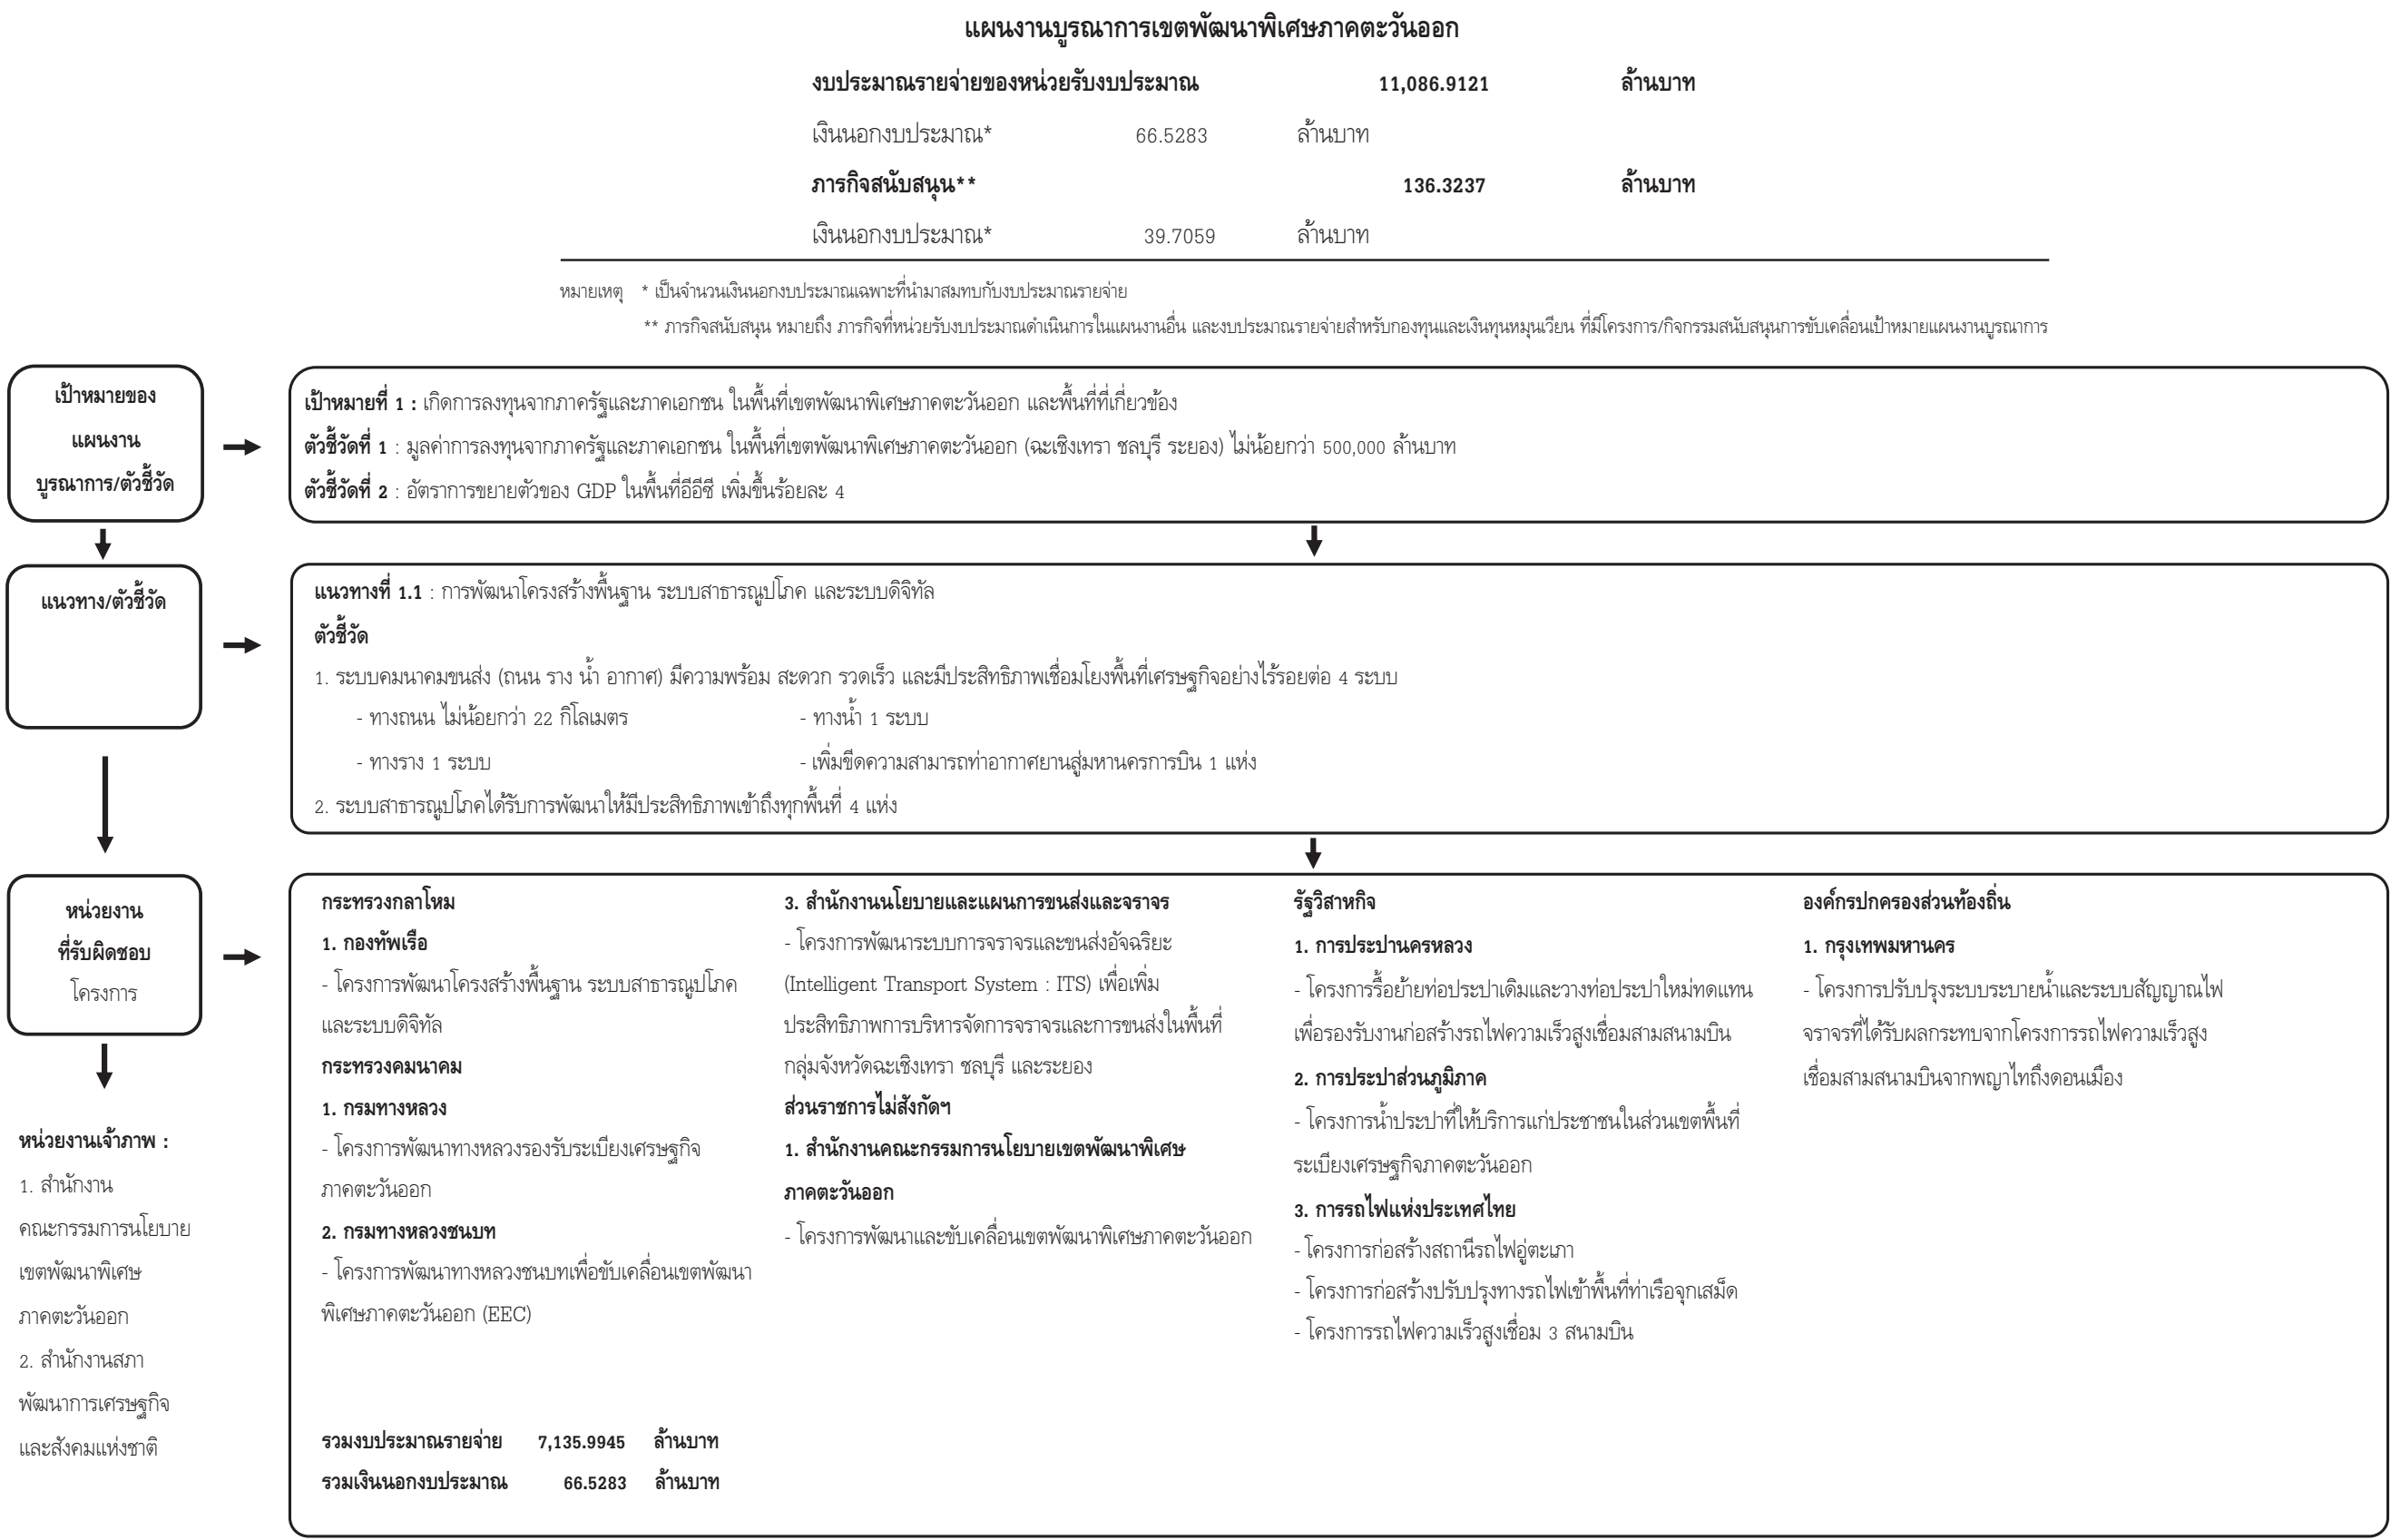 แผนงานบูรณาการเขตพัฒนาพิเศษภาคตะวันออก
งบประมาณรายจ่ายของหน่วยรับงบประมาณ 11,086.9121 ล้านบาท
เงินนอกงบประมาณ* 66.5283 ล้านบาท
ภารกิจสนับสนุน** 136.3237 ล้านบาท
เงินนอกงบประมาณ* 39.7059 ล้านบาท
หมายเหตุ * เป็นจำนวนเงินนอกงบประมาณเฉพาะที่นำมาสมทบกับงบประมาณรายจ่าย
** ภารกิจสนับสนุน หมายถึง ภารกิจที่หน่วยรับงบประมาณดำเนินการในแผนงานอื่น และงบประมาณรายจ่ายสำหรับกองทุนและเงินทุนหมุนเวียน ที่มีโครงการ/กิจกรรมสนับสนุนการขับเคลื่อนเป้าหมายแผนงานบูรณาการ
เป้าหมายของ
แผนงาน
บูรณาการ/ตัวชี้วัด
เป้าหมายที่ 1 : เกิดการลงทุนจากภาครัฐและภาคเอกชน ในพื้นที่เขตพัฒนาพิเศษภาคตะวันออก และพื้นที่ที่เกี่ยวข้อง
ตัวชี้วัดที่ 1 : มูลค่าการลงทุนจากภาครัฐและภาคเอกชน ในพื้นที่เขตพัฒนาพิเศษภาคตะวันออก (ฉะเชิงเทรา ชลบุรี ระยอง) ไม่น้อยกว่า 500,000 ล้านบาท
ตัวชี้วัดที่ 2 : อัตราการขยายตัวของ GDP ในพื้นที่อีอีซี เพิ่มขึ้นร้อยละ 4
แนวทาง/ตัวชี้วัด
แนวทางที่ 1.1 : การพัฒนาโครงสร้างพื้นฐาน ระบบสาธารณูปโภค และระบบดิจิทัล
ตัวชี้วัด
1. ระบบคมนาคมขนส่ง (ถนน ราง น้ำ อากาศ) มีความพร้อม สะดวก รวดเร็ว และมีประสิทธิภาพเชื่อมโยงพื้นที่เศรษฐกิจอย่างไร้รอยต่อ 4 ระบบ
- ทางถนน ไม่น้อยกว่า 22 กิโลเมตร - ทางน้ำ 1 ระบบ
- ทางราง 1 ระบบ - เพิ่มขีดความสามารถท่าอากาศยานสู่มหานครการบิน 1 แห่ง
2. ระบบสาธารณูปโภคได้รับการพัฒนาให้มีประสิทธิภาพเข้าถึงทุกพื้นที่ 4 แห่ง
หน่วยงาน
ที่รับผิดชอบ
โครงการ
หน่วยงานเจ้าภาพ :
1. สำนักงาน
คณะกรรมการนโยบาย
เขตพัฒนาพิเศษ
ภาคตะวันออก
2. สำนักงานสภา
พัฒนาการเศรษฐกิจ
และสังคมแห่งชาติ
กระทรวงกลาโหม
1. กองทัพเรือ
- โครงการพัฒนาโครงสร้างพื้นฐาน ระบบสาธารณูปโภค
และระบบดิจิทัล
กระทรวงคมนาคม
1. กรมทางหลวง
- โครงการพัฒนาทางหลวงรองรับระเบียงเศรษฐกิจ
ภาคตะวันออก
2. กรมทางหลวงชนบท
- โครงการพัฒนาทางหลวงชนบทเพื่อขับเคลื่อนเขตพัฒนา
พิเศษภาคตะวันออก (EEC)
3. สำนักงานนโยบายและแผนการขนส่งและจราจร
- โครงการพัฒนาระบบการจราจรและขนส่งอัจฉริยะ
(Intelligent Transport System : ITS) เพื่อเพิ่ม
ประสิทธิภาพการบริหารจัดการจราจรและการขนส่งในพื้นที่
กลุ่มจังหวัดฉะเชิงเทรา ชลบุรี และระยอง
ส่วนราชการไม่สังกัดฯ
1. สำนักงานคณะกรรมการนโยบายเขตพัฒนาพิเศษ
ภาคตะวันออก
- โครงการพัฒนาและขับเคลื่อนเขตพัฒนาพิเศษภาคตะวันออก
รัฐวิสาหกิจ
1. การประปานครหลวง
- โครงการรื้อย้ายท่อประปาเดิมและวางท่อประปาใหม่ทดแทน
เพื่อรองรับงานก่อสร้างรถไฟความเร็วสูงเชื่อมสามสนามบิน
2. การประปาส่วนภูมิภาค
- โครงการน้ำประปาที่ให้บริการแก่ประชาชนในส่วนเขตพื้นที่
ระเบียงเศรษฐกิจภาคตะวันออก
3. การรถไฟแห่งประเทศไทย
- โครงการก่อสร้างสถานีรถไฟอู่ตะเภา
- โครงการก่อสร้างปรับปรุงทางรถไฟเข้าพื้นที่ท่าเรือจุกเสม็ด
- โครงการรถไฟความเร็วสูงเชื่อม 3 สนามบิน
องค์กรปกครองส่วนท้องถิ่น
1. กรุงเทพมหานคร
- โครงการปรับปรุงระบบระบายน้ำและระบบสัญญาณไฟ
จราจรที่ได้รับผลกระทบจากโครงการรถไฟความเร็วสูง
เชื่อมสามสนามบินจากพญาไทถึงดอนเมือง
รวมงบประมาณรายจ่าย 7,135.9945 ล้านบาท
รวมเงินนอกงบประมาณ 66.5283 ล้านบาท